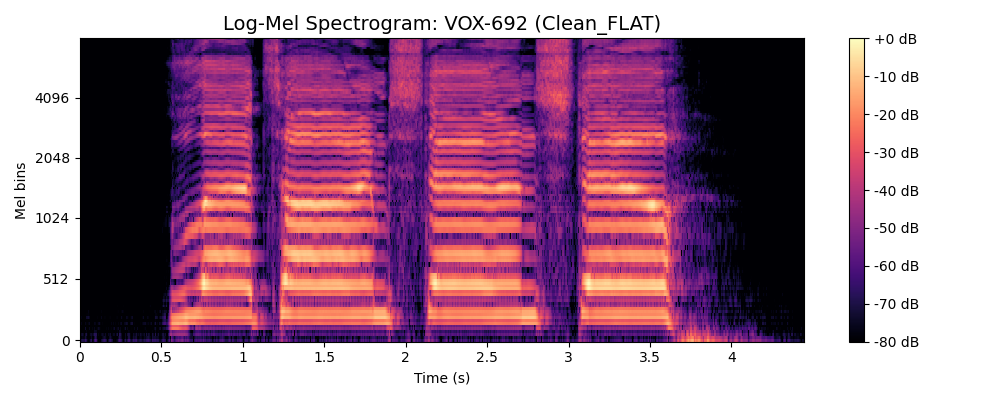 Log-Mel Spectrogram: VOX-692 (Clean_FLAT)
Mel bins
4096
2048
1024
512
0
0
0.5
1
1.5
2
2.5
3
3.5
4
Time (s)
+0 dB
-10 dB
-20 dB
-30 dB
-40 dB
-50 dB
-60 dB
-70 dB
-80 dB